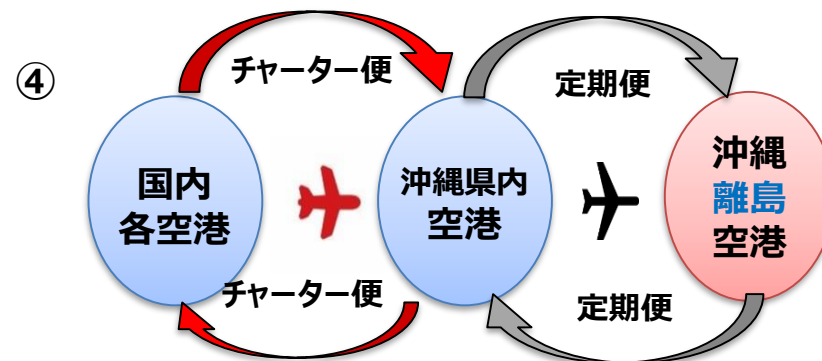 ④
チャーター便
定期便
国内
各空港
沖縄県内
空港
沖縄
離島
空港
チャーター便
定期便